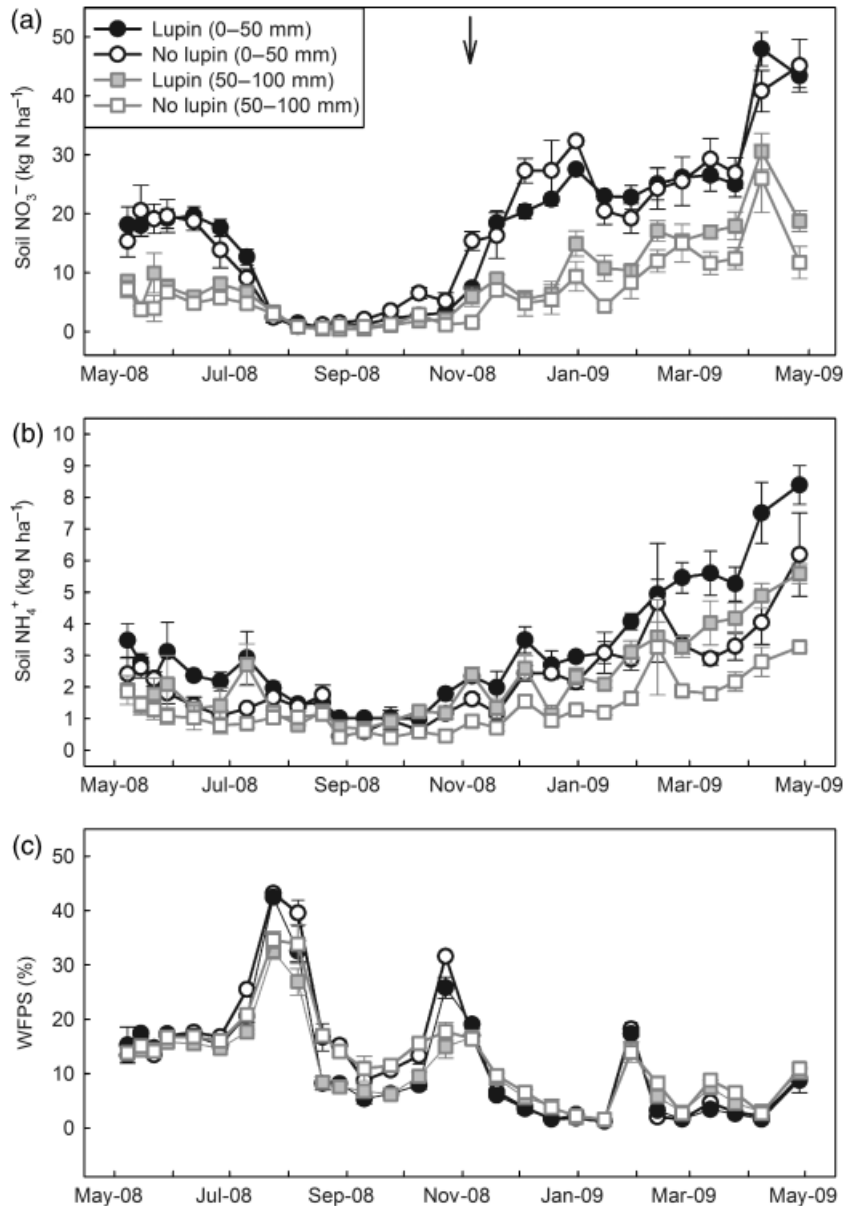 (a)
Lupin (0–50 mm)
No lupin (0–50 mm)
Lupin (50–100 mm)
No lupin (50–100 mm)
Soil NO₃⁻ (kg N ha⁻¹)
50
40
30
20
10
0
May-08 Jul-08 Sep-08 Nov-08 Jan-09 Mar-09 May-09
(b)
Soil NH₄⁺ (kg N ha⁻¹)
10
9
8
7
6
5
4
3
2
1
0
May-08 Jul-08 Sep-08 Nov-08 Jan-09 Mar-09 May-09
(c)
WFPS (%)
50
40
30
20
10
0
May-08 Jul-08 Sep-08 Nov-08 Jan-09 Mar-09 May-09